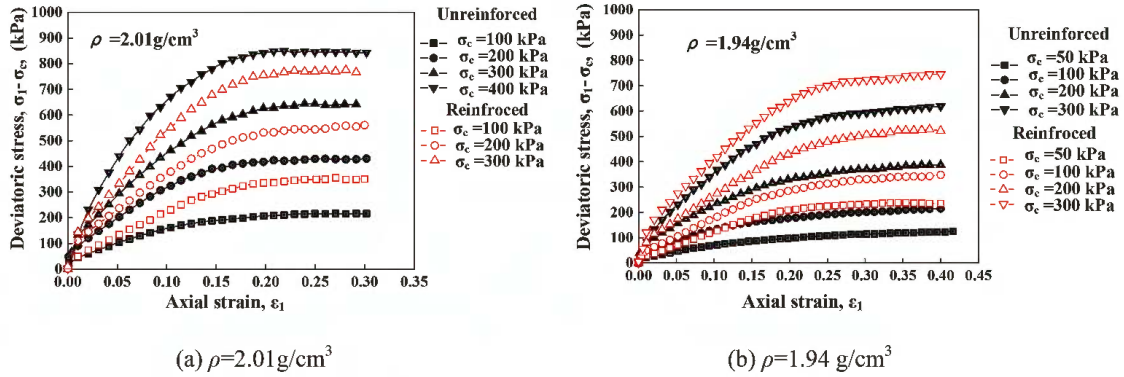 Deviatoric stress, σ₁- σc, (kPa)
1000
900
800
700
600
500
400
300
200
100
0
ρ =2.01g/cm³
0.00 0.05 0.10 0.15 0.20 0.25 0.30 0.35
Axial strain, ε₁
Unreinforced
σc =100 kPa
σc =200 kPa
σc =300 kPa
σc =400 kPa
Reinfroced
σc =100 kPa
σc =200 kPa
σc =300 kPa
(a) ρ=2.01g/cm³
Deviatoric stress, σ₁- σc, (kPa)
1000
900
800
700
600
500
400
300
200
100
0
ρ =1.94g/cm³
0.00 0.05 0.10 0.15 0.20 0.25 0.30 0.35 0.40 0.45
Axial strain, ε₁
Unreinforced
σc =50 kPa
σc =100 kPa
σc =200 kPa
σc =300 kPa
Reinfroced
σc =50 kPa
σc =100 kPa
σc =200 kPa
σc =300 kPa
(b) ρ=1.94 g/cm³